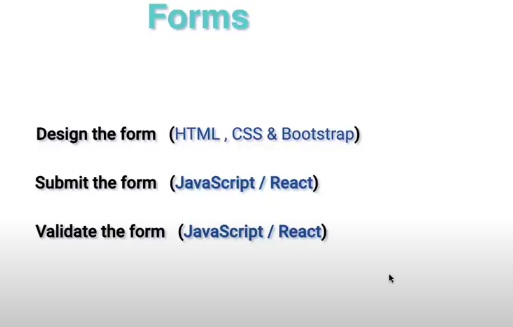 Forms
Design the form (HTML , CSS & Bootstrap)
Submit the form (JavaScript / React)
Validate the form (JavaScript / React)